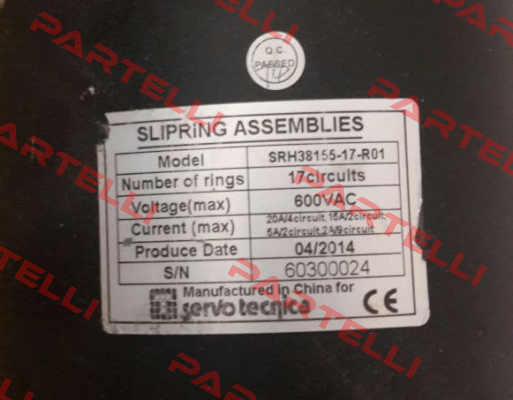 Q.C.
PASSED
14
SLIPRiNG ASSEMBLIES
Model SRH38155-17-R01
Number of rings 17circuits
Voltage(max) 600VAC
Current (max) 20A/4circuit,15A/2circuit,
5A/2circuit,2A/9circuit
Produce Date 04/2014
S/N 60300024
Manufactured in China for
servotecnica CE
PARTELLI
PARTELLI
PARTELLI
PARTELLI
PARTELLI
PARTELLI